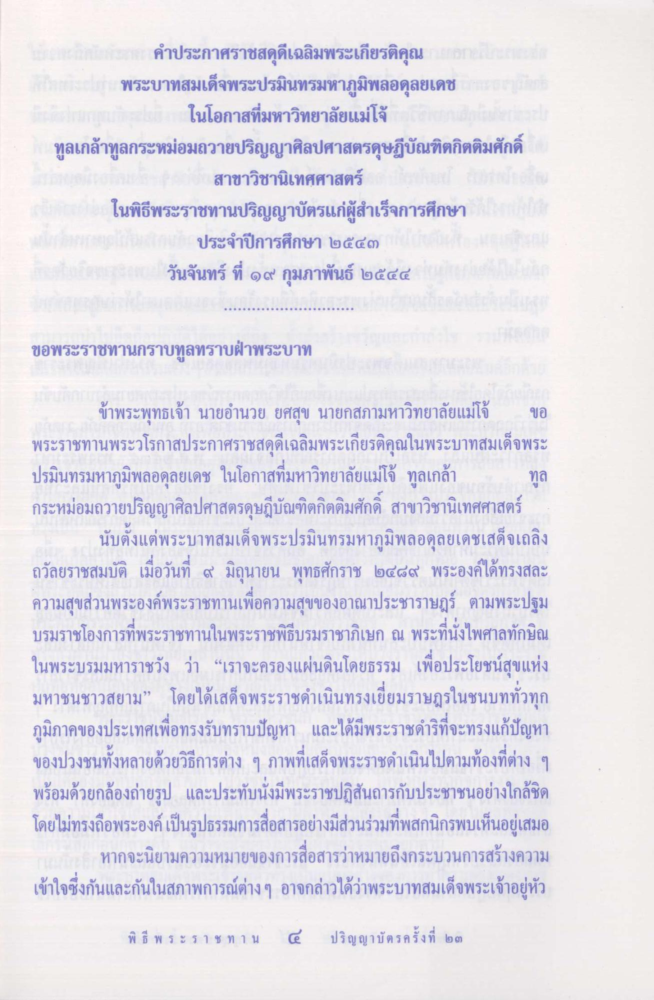 คำประกาศราชสดุดีเฉลิมพระเกียรติคุณ
พระบาทสมเด็จพระปรมินทรมหาภูมิพลอดุลยเดช
ในโอกาสที่มหาวิทยาลัยแม่โจ้
ทูลเกล้าทูลกระหม่อมถวายปริญญาศิลปศาสตรดุษฎีบัณฑิตกิตติมศักดิ์
สาขาวิชานิเทศศาสตร์
ในพิธีพระราชทานปริญญาบัตรแก่ผู้สำเร็จการศึกษา
ประจำปีการศึกษา ๒๕๔๓
วันจันทร์ ที่ ๑๙ กุมภาพันธ์ ๒๕๔๔
............................
ขอพระราชทานกราบทูลทราบฝ่าพระบาท
ข้าพระพุทธเจ้า นายอำนวย ยศสุข นายกสภามหาวิทยาลัยแม่โจ้ ขอ
พระราชทานพระวโรกาสประกาศราชสดุดีเฉลิมพระเกียรติคุณในพระบาทสมเด็จพระ
ปรมินทรมหาภูมิพลอดุลยเดช ในโอกาสที่มหาวิทยาลัยแม่โจ้ ทูลเกล้า ทูล
กระหม่อมถวายปริญญาศิลปศาสตรดุษฎีบัณฑิตกิตติมศักดิ์ สาขาวิชานิเทศศาสตร์
นับตั้งแต่พระบาทสมเด็จพระปรมินทรมหาภูมิพลอดุลยเดชเสด็จเถลิง
ถวัลยราชสมบัติ เมื่อวันที่ ๙ มิถุนายน พุทธศักราช ๒๔๘๙ พระองค์ได้ทรงสละ
ความสุขส่วนพระองค์พระราชทานเพื่อความสุขของอาณาประชาราษฎร์ ตามพระปฐม
บรมราชโองการที่พระราชทานในพระราชพิธีบรมราชาภิเษก ณ พระที่นั่งไพศาลทักษิณ
ในพระบรมมหาราชวัง ว่า “เราจะครองแผ่นดินโดยธรรม เพื่อประโยชน์สุขแห่ง
มหาชนชาวสยาม” โดยได้เสด็จพระราชดำเนินทรงเยี่ยมราษฎรในชนบททั่วทุก
ภูมิภาคของประเทศเพื่อทรงรับทราบปัญหา และได้มีพระราชดำริที่จะทรงแก้ปัญหา
ของปวงชนทั้งหลายด้วยวิธีการต่าง ๆ ภาพที่เสด็จพระราชดำเนินไปตามท้องที่ต่าง ๆ
พร้อมด้วยกล้องถ่ายรูป และประทับนั่งมีพระราชปฏิสันถารกับประชาชนอย่างใกล้ชิด
โดยไม่ทรงถือพระองค์ เป็นรูปธรรมการสื่อสารอย่างมีส่วนร่วมที่พสกนิกรพบเห็นอยู่เสมอ
หากจะนิยามความหมายของการสื่อสารว่าหมายถึงกระบวนการสร้างความ
เข้าใจซึ่งกันและกันในสภาพการณ์ต่างๆ อาจกล่าวได้ว่าพระบาทสมเด็จพระเจ้าอยู่หัว
พิธีพระราชทาน ๔ ปริญญาบัตรครั้งที่ ๒๓